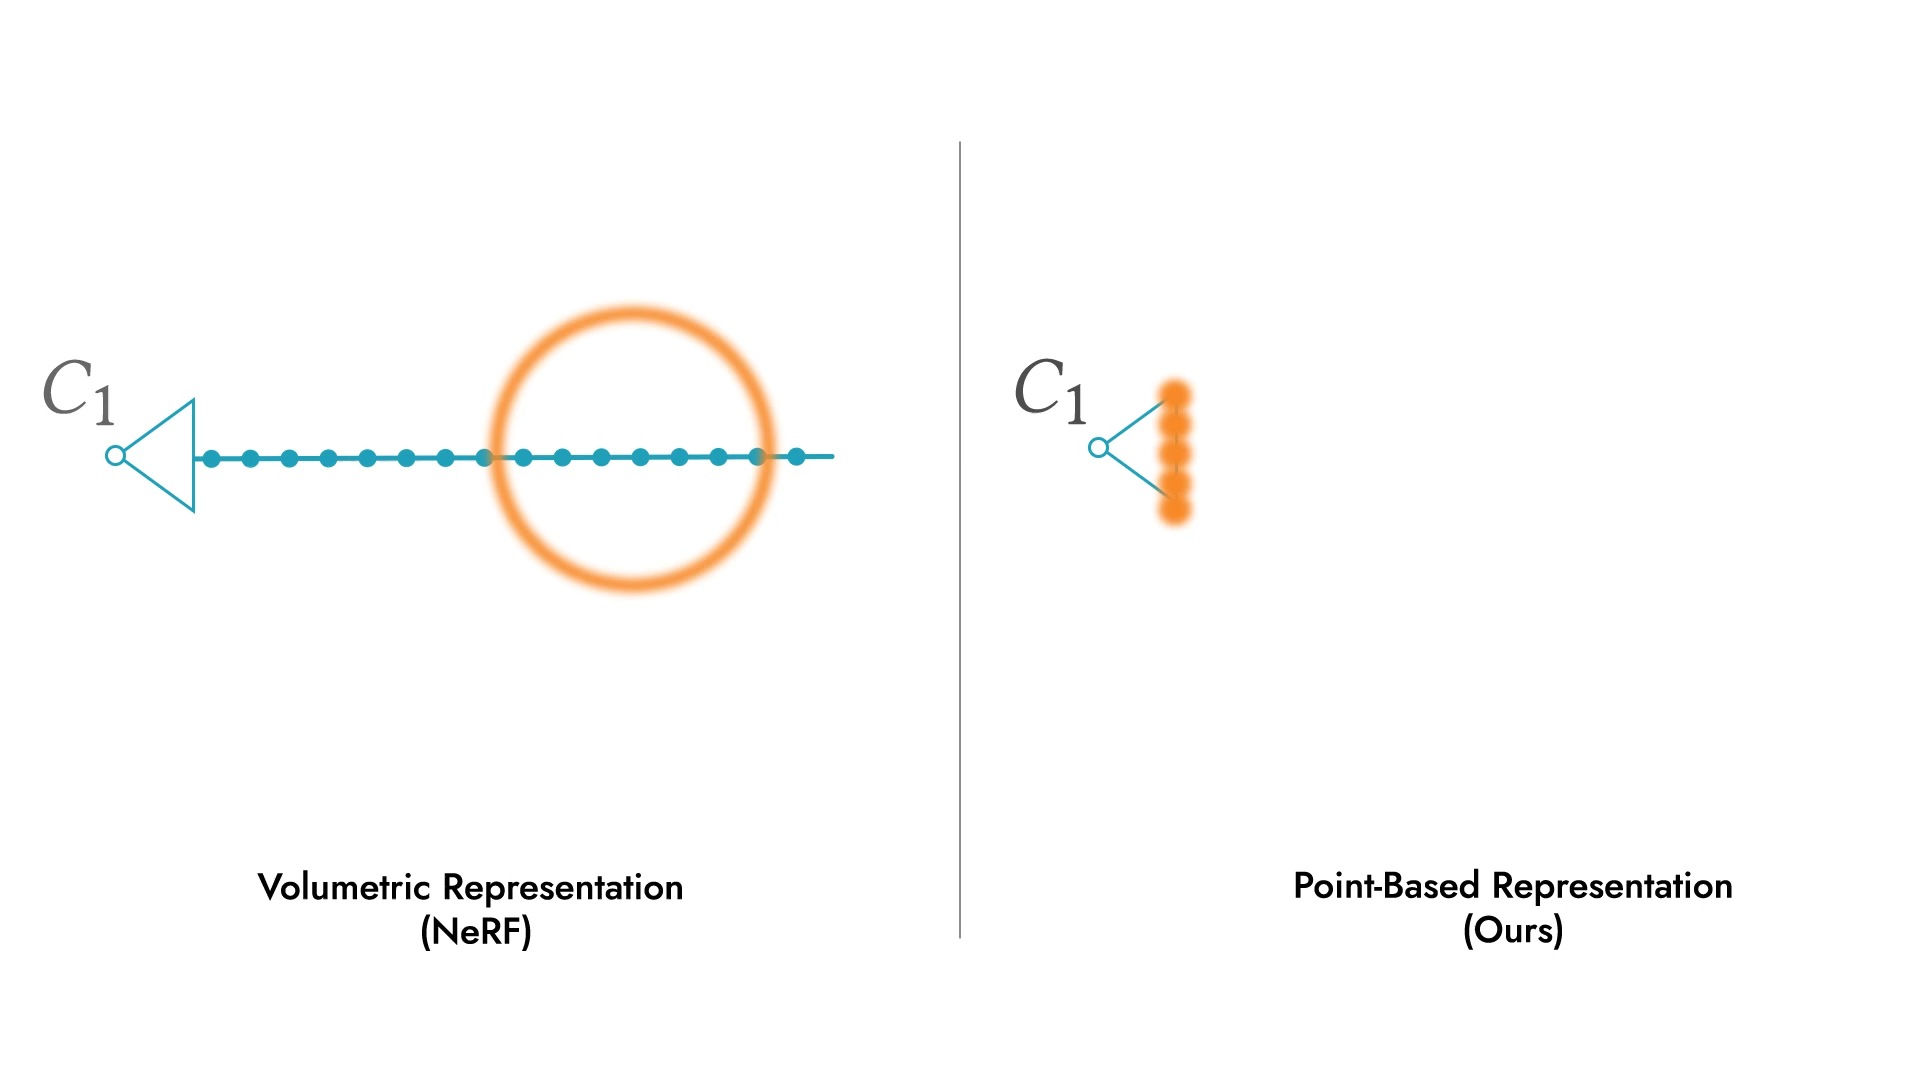 C₁
Volumetric Representation
(NeRF)
C₁
Point-Based Representation
(Ours)